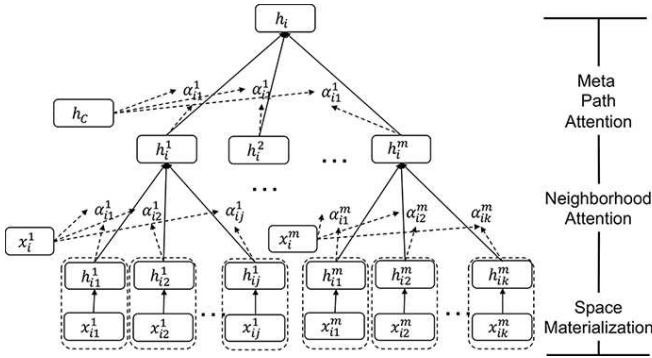 h_i
α_{i1}^1 α_{i1}^1 α_{i1}^1
h_C
Meta
Path
Attention
h_i^1 h_i^2 ... h_i^m
...
α_{i1}^1 α_{i2}^1 α_{ij}^1 α_{i1}^m α_{i2}^m α_{ik}^m
x_i^1 x_i^m
Neighborhood
Attention
h_{i1}^1 h_{i2}^1 h_{ij}^1 h_{i1}^m h_{i2}^m h_{ik}^m
... ...
x_{i1}^1 x_{i2}^1 x_{ij}^1 x_{i1}^m x_{i2}^m x_{ik}^m
Space
Materialization